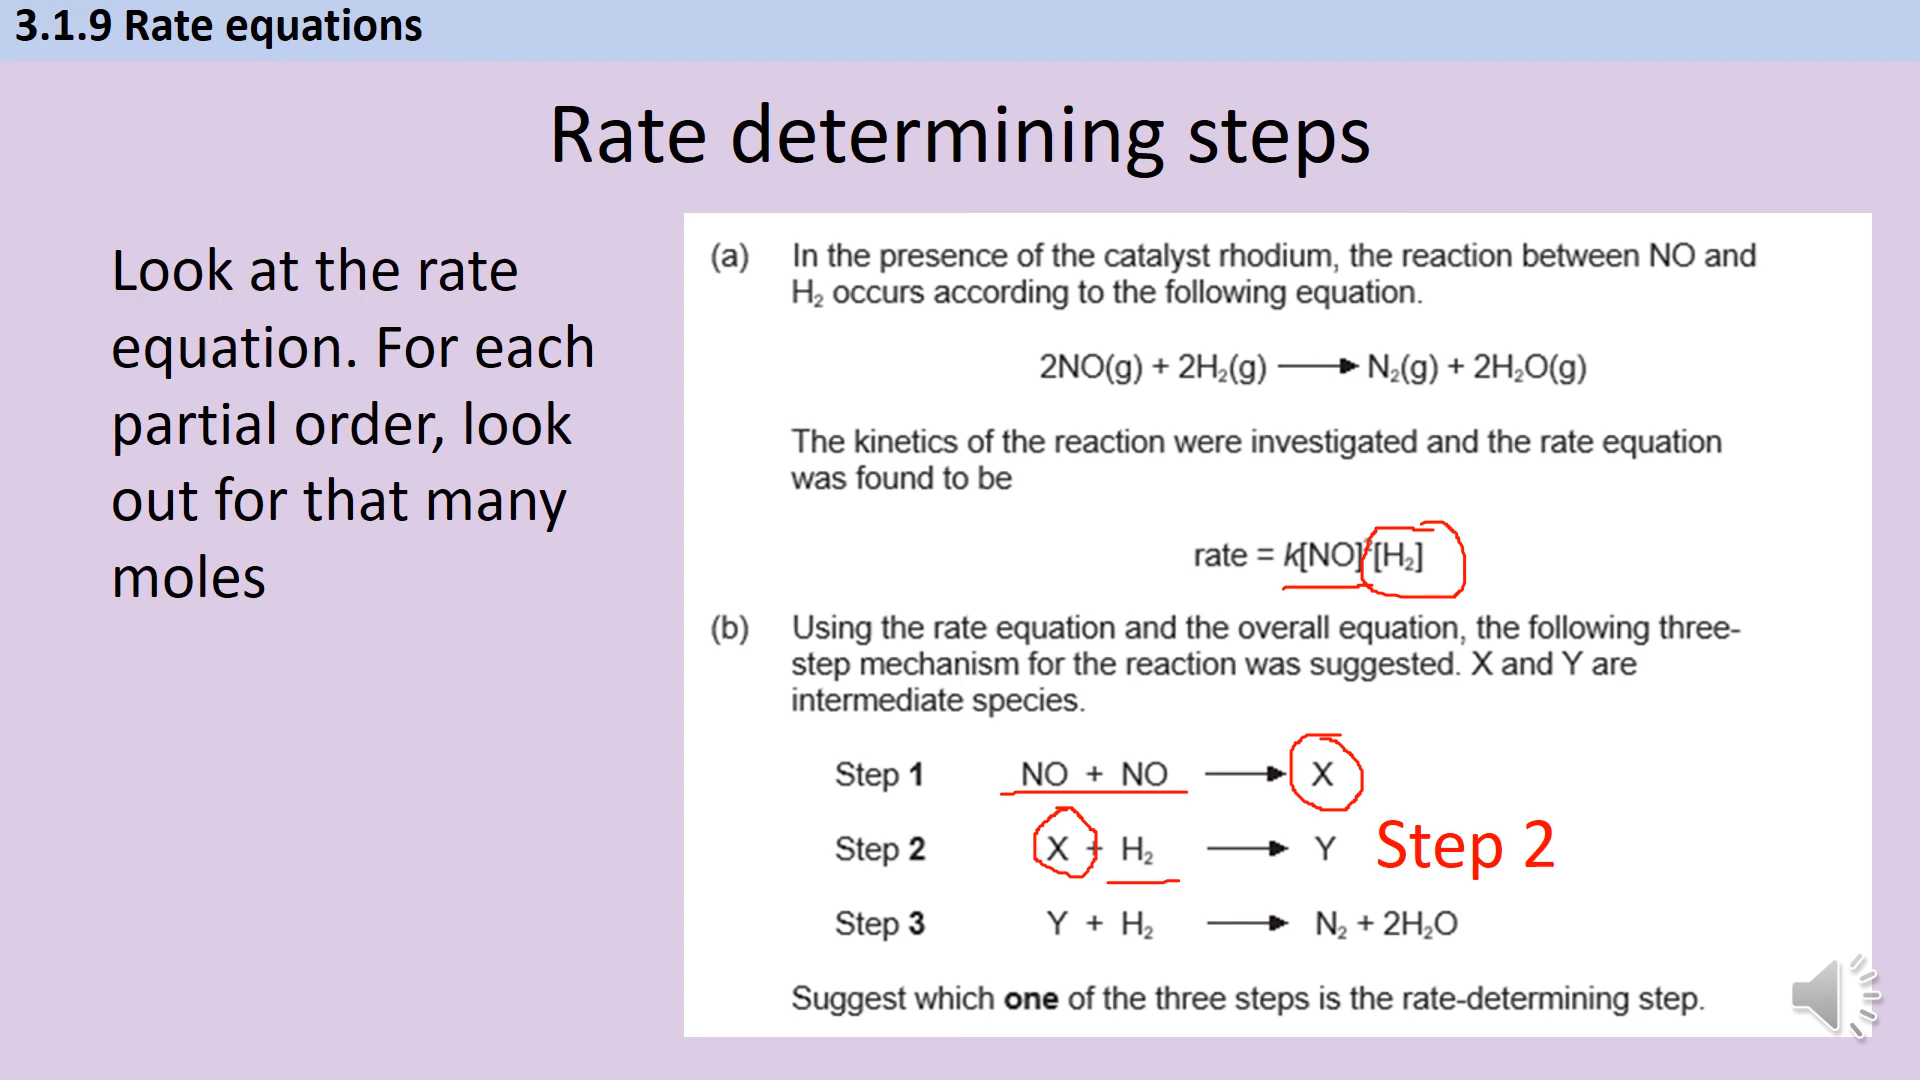 3.1.9 Rate equations
Rate determining steps
Look at the rate
equation. For each
partial order, look
out for that many
moles
(a) In the presence of the catalyst rhodium, the reaction between NO and
H₂ occurs according to the following equation.
2NO(g) + 2H₂(g) ⟶ N₂(g) + 2H₂O(g)
The kinetics of the reaction were investigated and the rate equation
was found to be
rate = k[NO]²[H₂]
(b) Using the rate equation and the overall equation, the following three-
step mechanism for the reaction was suggested. X and Y are
intermediate species.
Step 1 NO + NO ⟶ X
Step 2 X + H₂ ⟶ Y Step 2
Step 3 Y + H₂ ⟶ N₂ + 2H₂O
Suggest which one of the three steps is the rate-determining step.